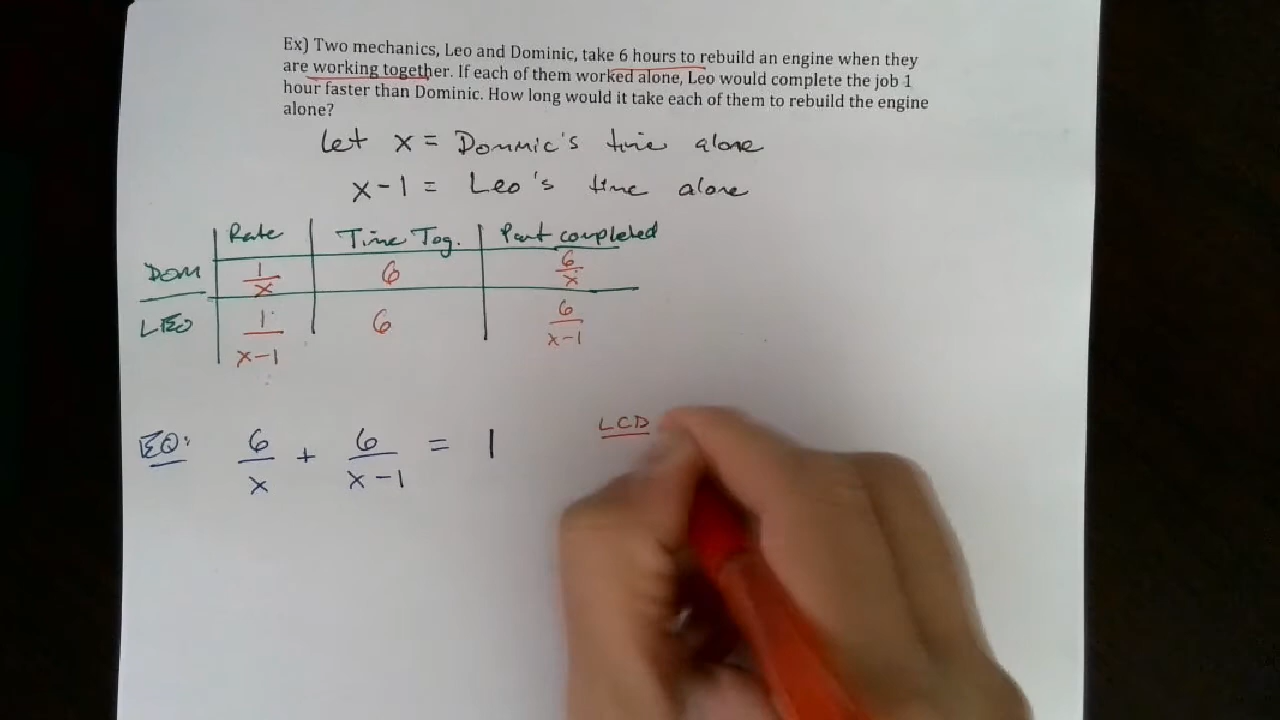 Ex) Two mechanics, Leo and Dominic, take 6 hours to rebuild an engine when they
are working together. If each of them worked alone, Leo would complete the job 1
hour faster than Dominic. How long would it take each of them to rebuild the engine
alone?
Let x = Dominic's time alone
x-1 = Leo's time alone
Rate Time Tog. Part completed
DOM 1/x 6 6/x
LEO 1/x-1 6 6/x-1
EQ: 6/x + 6/x-1 = 1
LCD